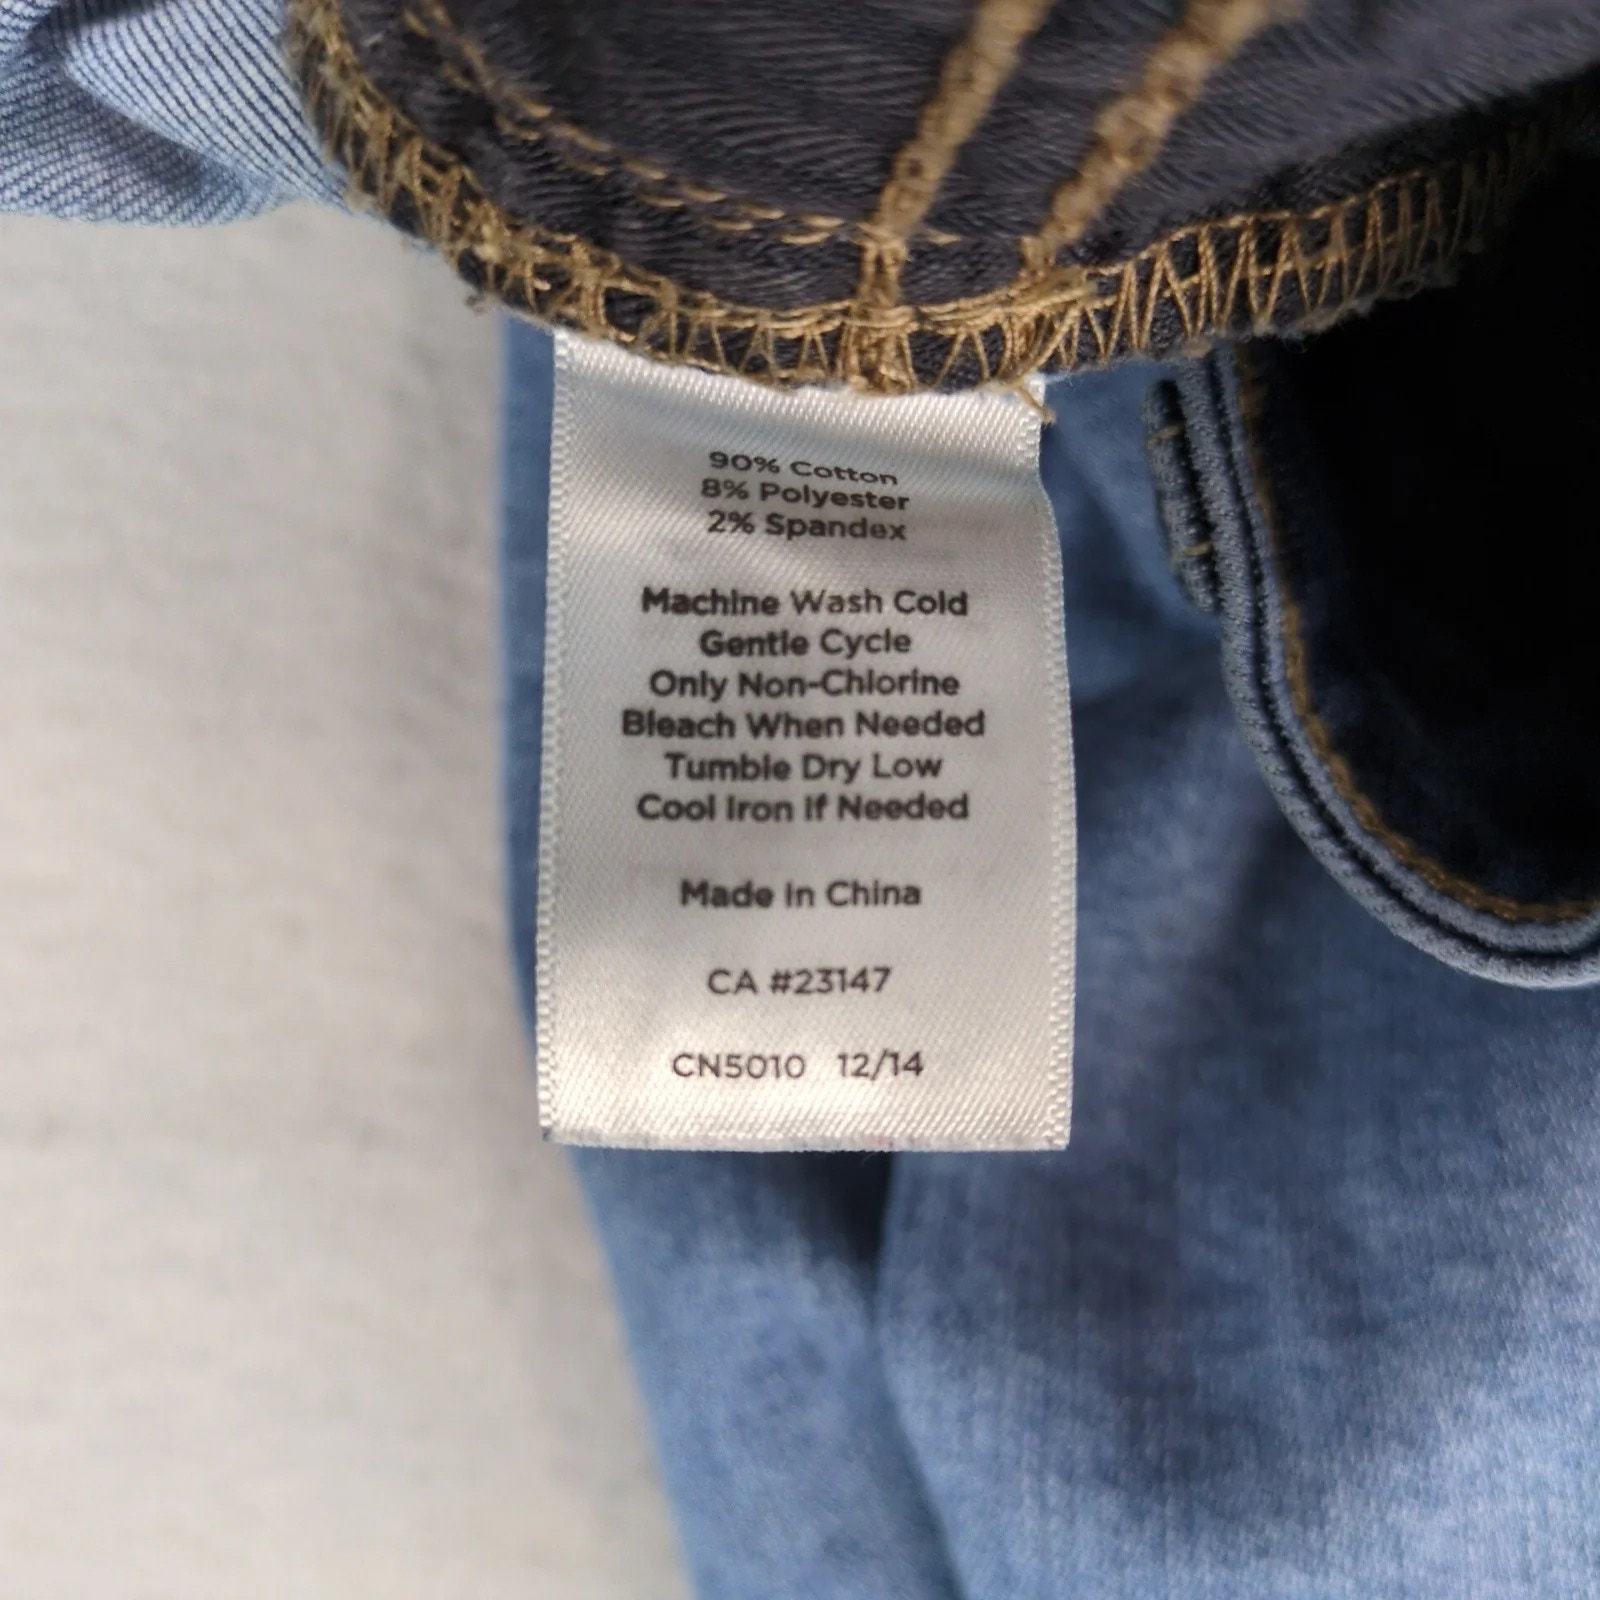 90% Cotton
8% Polyester
2% Spandex
Machine Wash Cold
Gentle Cycle
Only Non-Chlorine
Bleach When Needed
Tumble Dry Low
Cool Iron If Needed
Made In China
CA #23147
CN5010 12/14